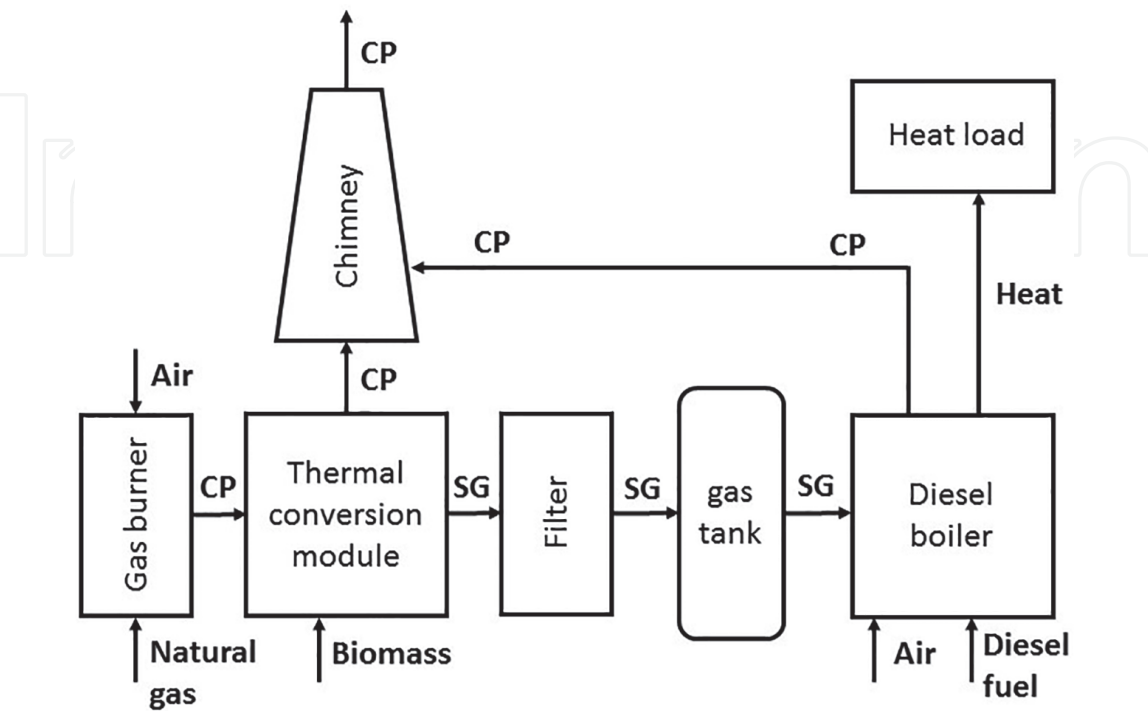 CP
Heat load
Chimney
CP
CP
Heat
Air
CP
Gas burner
CP
Thermal
conversion
module
SG
Filter
SG
gas
tank
SG
Diesel
boiler
Natural
gas
Biomass
Air
Diesel
fuel